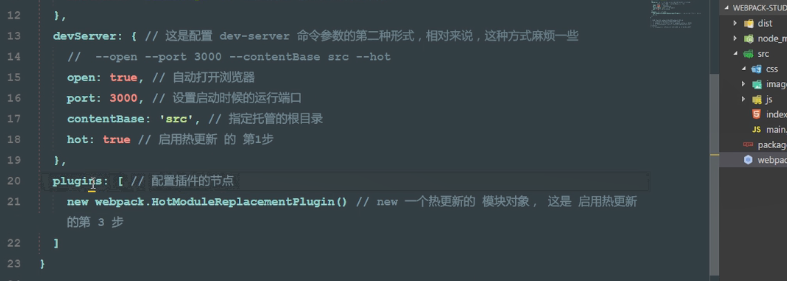 12 },
13 devServer: { // 这是配置 dev-server 命令参数的第二种形式，相对来说，这种方式麻烦一些
14 //  --open --port 3000 --contentBase src --hot
15 open: true, // 自动打开浏览器
16 port: 3000, // 设置启动时候的运行端口
17 contentBase: 'src', // 指定托管的根目录
18 hot: true // 启用热更新 的 第1步
19 },
20 plugins: [ // 配置插件的节点
21 new webpack.HotModuleReplacementPlugin() // new 一个热更新的 模块对象， 这是 启用热更新
的第 3 步
22 ]
23 }
WEBPACK-STUD
dist
node_m
src
css
image
js
index
main.
package
webpac